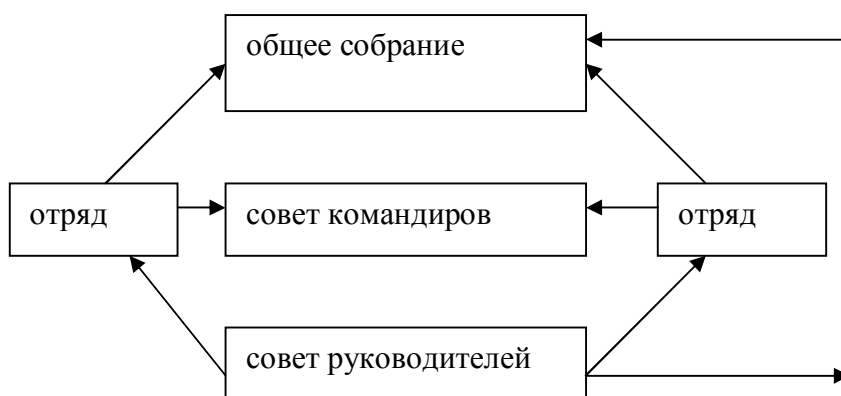 общее собрание
отряд
совет командиров
отряд
совет руководителей